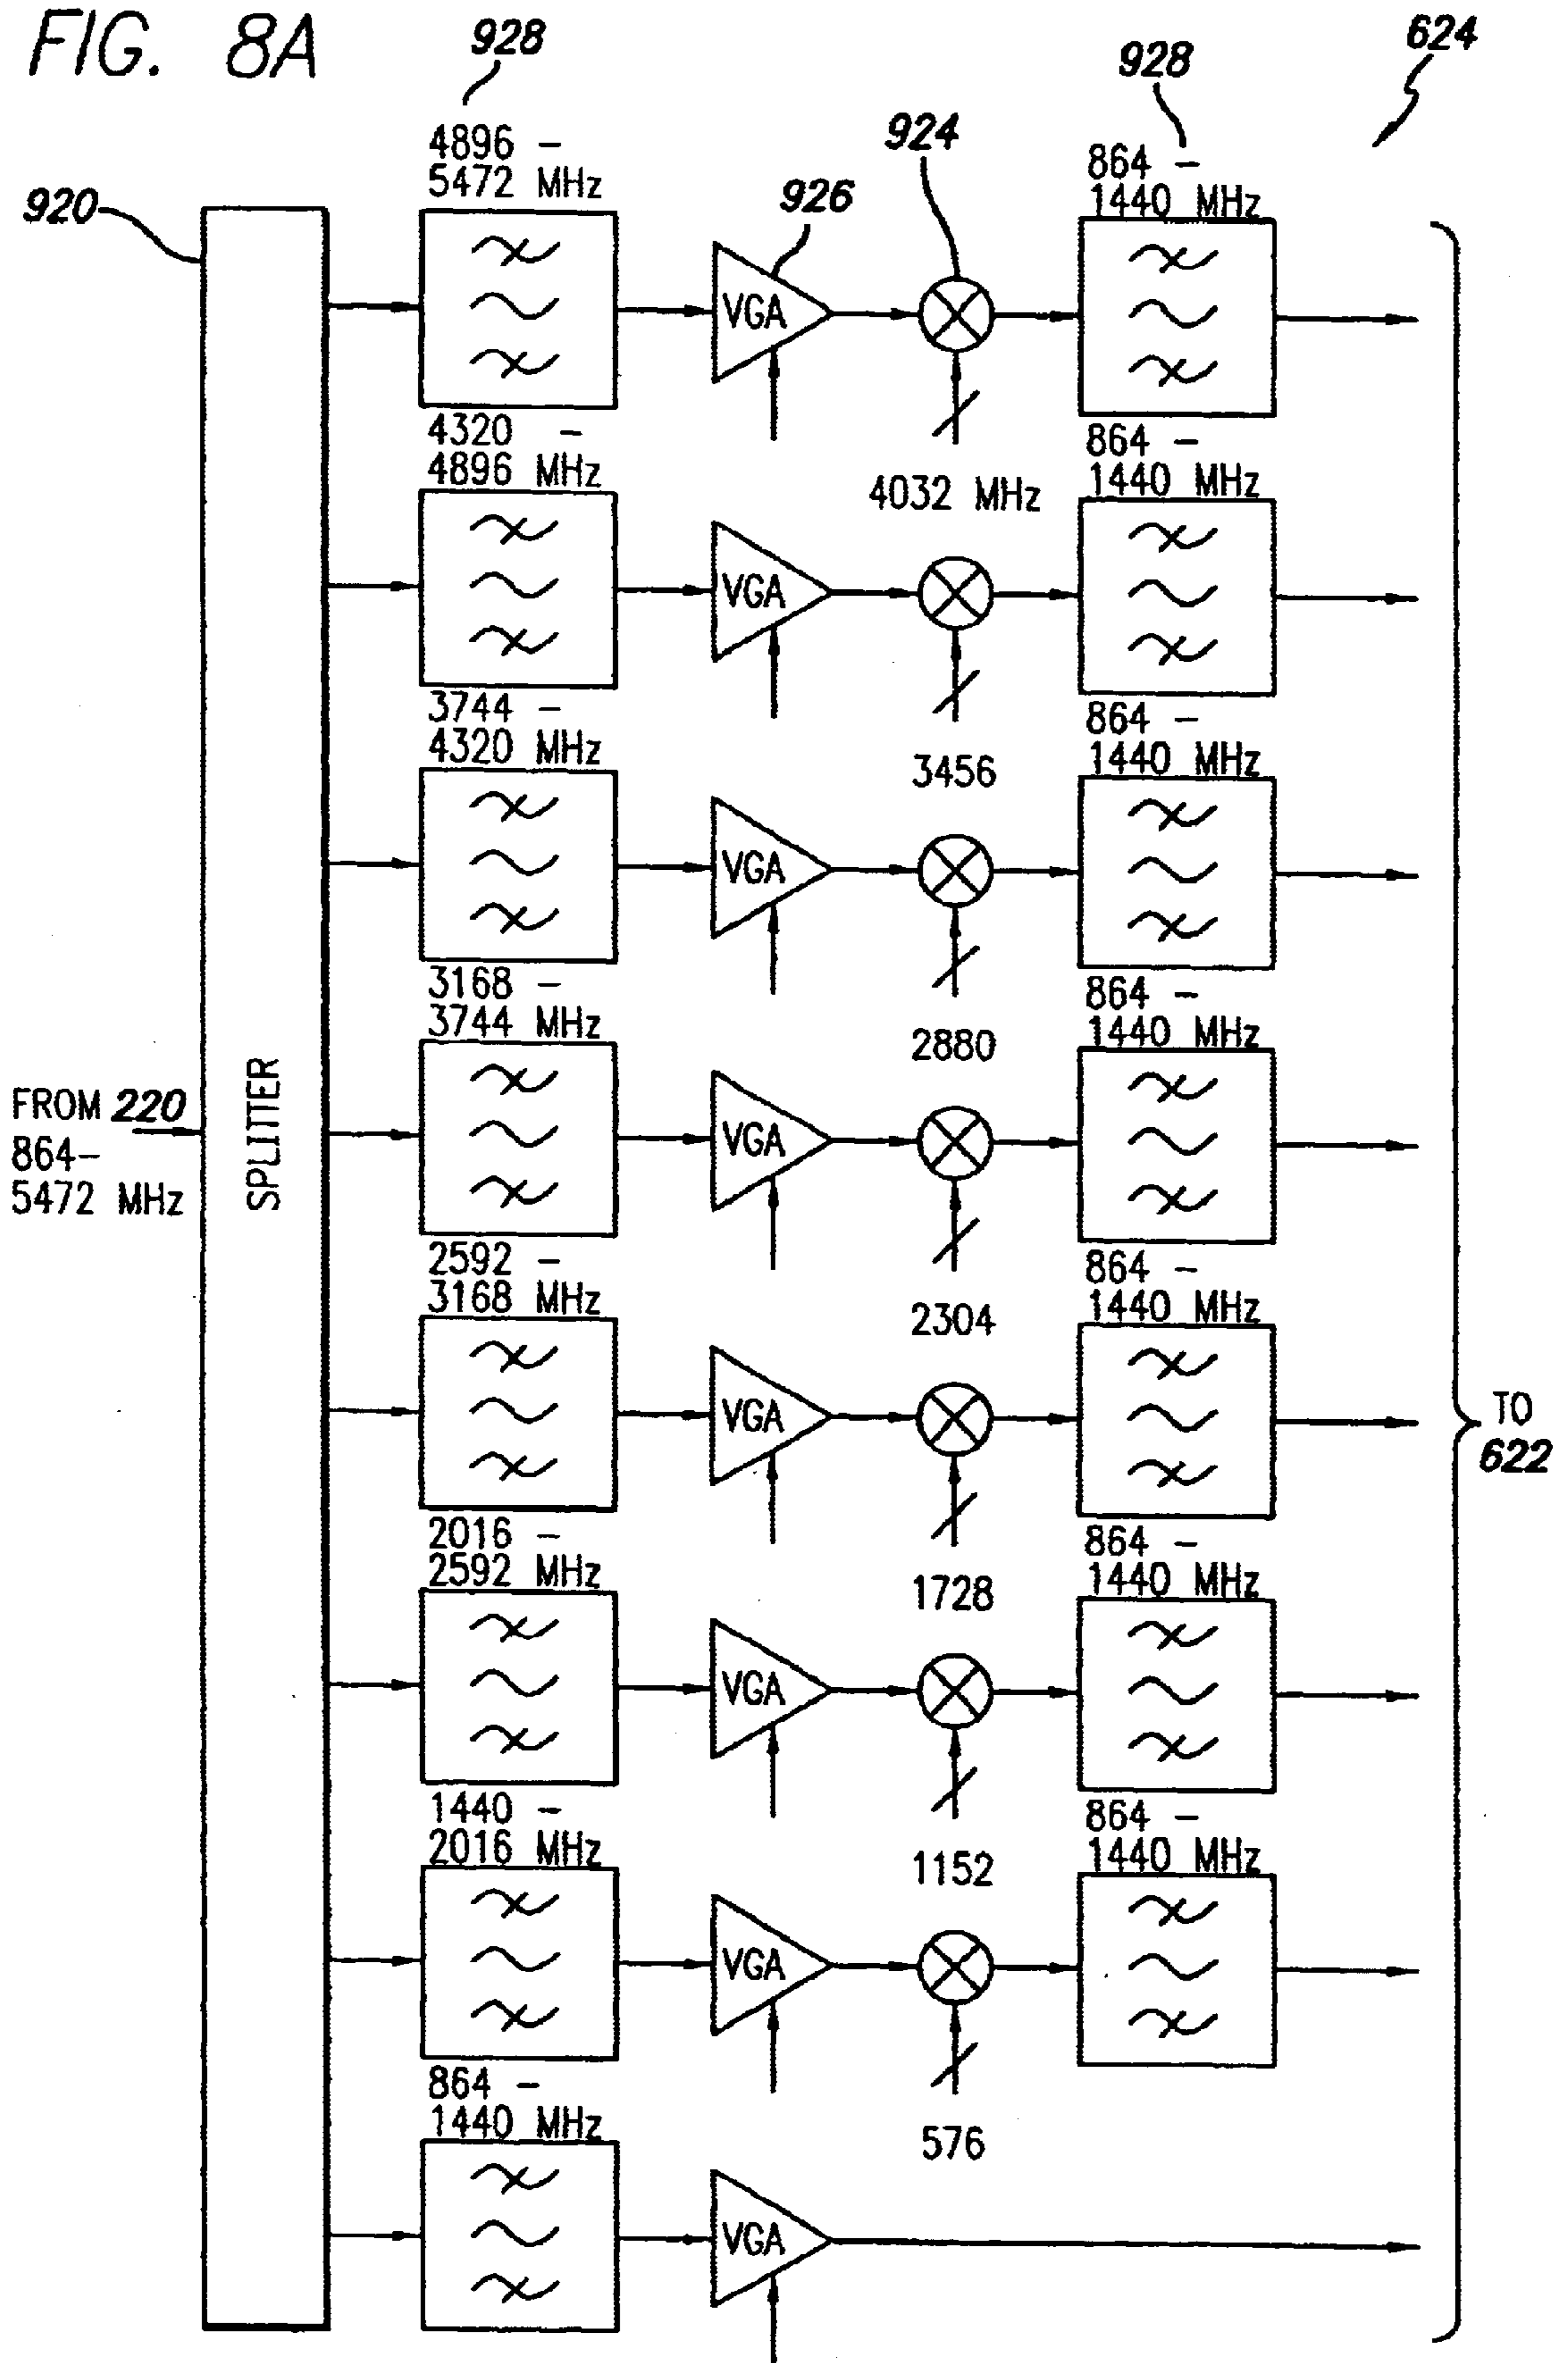 FIG. 8A
928
928
624
924
926
920
4896 -
5472 MHz
864 -
1440 MHz
VGA
4032 MHz
4320 -
4896 MHz
864 -
1440 MHz
VGA
3456
3744 -
4320 MHz
864 -
1440 MHz
VGA
2880
3168 -
3744 MHz
864 -
1440 MHz
VGA
2304
FROM 220
864-
5472 MHz
SPLITTER
2592 -
3168 MHz
864 -
1440 MHz
VGA
1728
TO
622
2016 -
2592 MHz
864 -
1440 MHz
VGA
1152
1440 -
2016 MHz
864 -
1440 MHz
VGA
576
864 -
1440 MHz
VGA